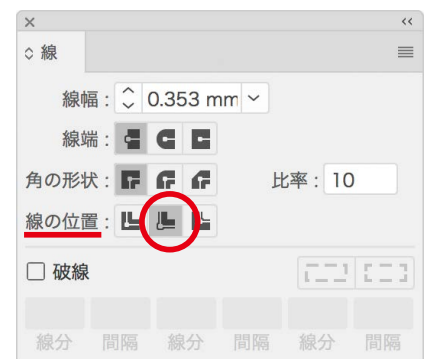 線
線幅 : 0.353 mm
線端 :
角の形状 : 比率 : 10
線の位置 :
破線
線分 間隔 線分 間隔 線分 間隔